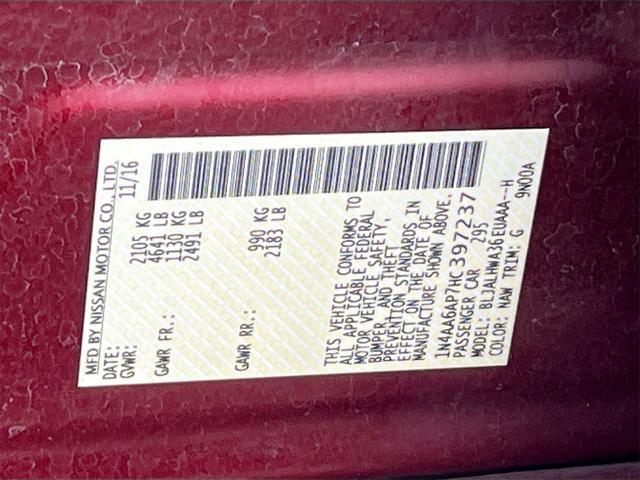 MFD BY NISSAN MOTOR CO., LTD.
DATE: 11/16
GVWR: 2105 KG
4641 LB
GAWR FR.: 1130 KG
2491 LB
GAWR RR.: 990 KG
2183 LB
THIS VEHICLE CONFORMS TO
ALL APPLICABLE FEDERAL
MOTOR VEHICLE SAFETY,
BUMPER, AND THEFT
PREVENTION STANDARDS IN
EFFECT ON THE DATE OF
MANUFACTURE SHOWN ABOVE.
1N4AA6AP7HC397237
PASSENGER CAR 295
MODEL: BLJALHWA36EUAAA--H
COLOR: NAW TRIM: G 9N00A